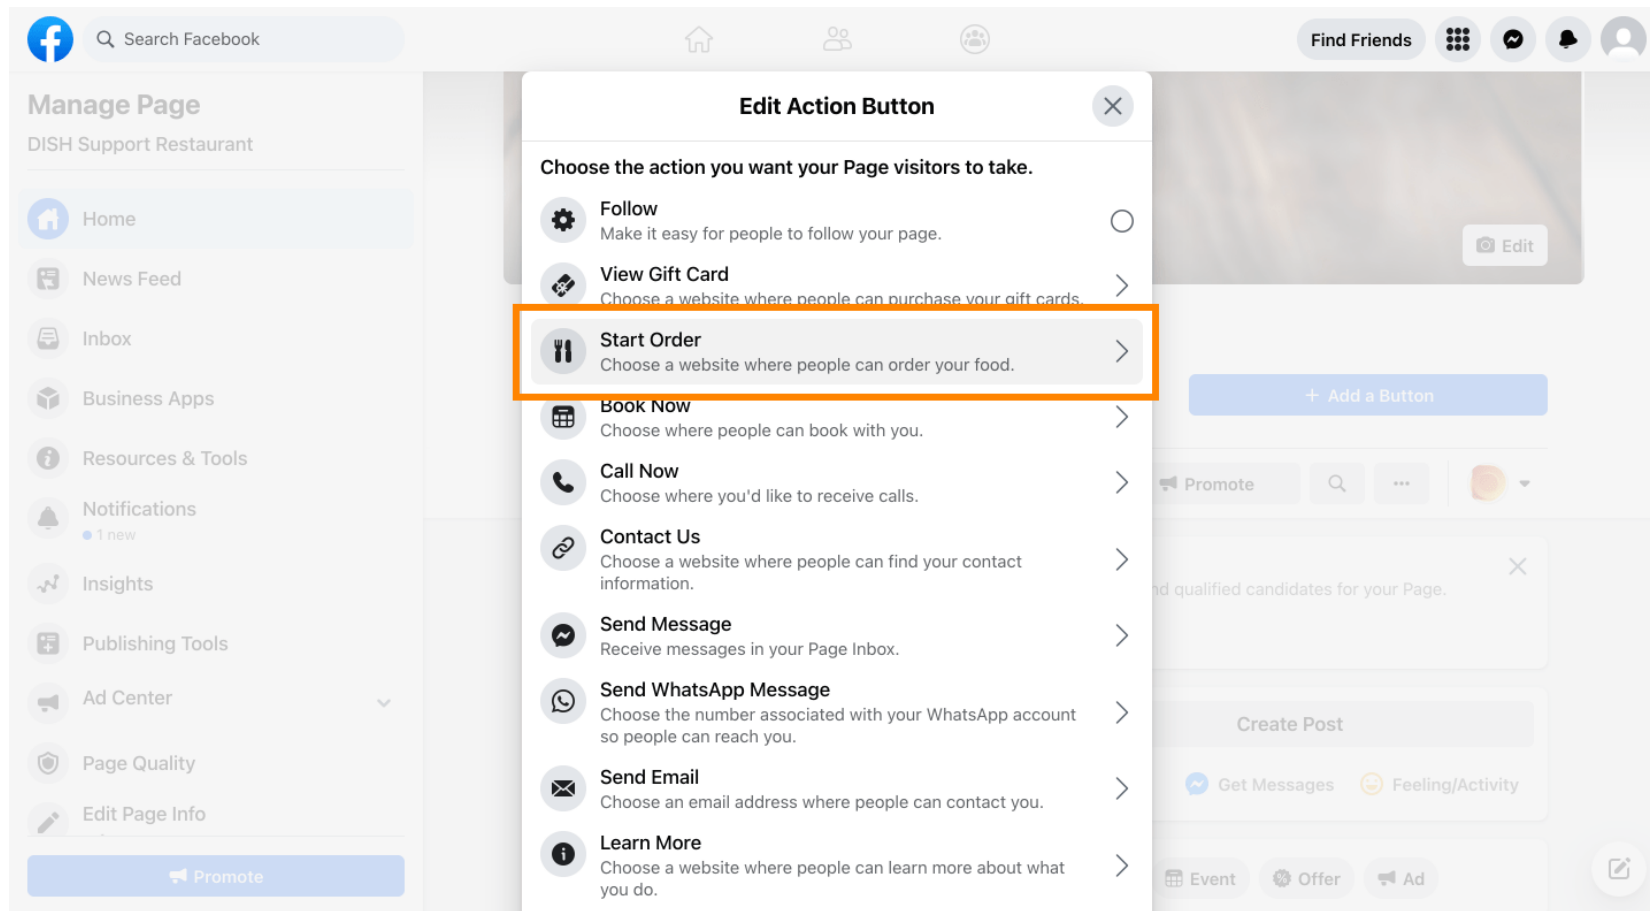 Search Facebook
Find Friends
Manage Page
DISH Support Restaurant
Home
News Feed
Inbox
Business Apps
Resources & Tools
Notifications
1 new
Insights
Publishing Tools
Ad Center
Page Quality
Edit Page Info
Promote
Edit Action Button
Choose the action you want your Page visitors to take.
Follow
Make it easy for people to follow your page.
View Gift Card
Choose a website where people can purchase your gift cards.
Start Order
Choose a website where people can order your food.
Book Now
Choose where people can book with you.
Call Now
Choose where you'd like to receive calls.
Contact Us
Choose a website where people can find your contact
information.
Send Message
Receive messages in your Page Inbox.
Send WhatsApp Message
Choose the number associated with your WhatsApp account
so people can reach you.
Send Email
Choose an email address where people can contact you.
Learn More
Choose a website where people can learn more about what
you do.
Edit
+ Add a Button
Promote
qualified candidates for your Page.
Create Post
Get Messages
Feeling/Activity
Event
Offer
Ad